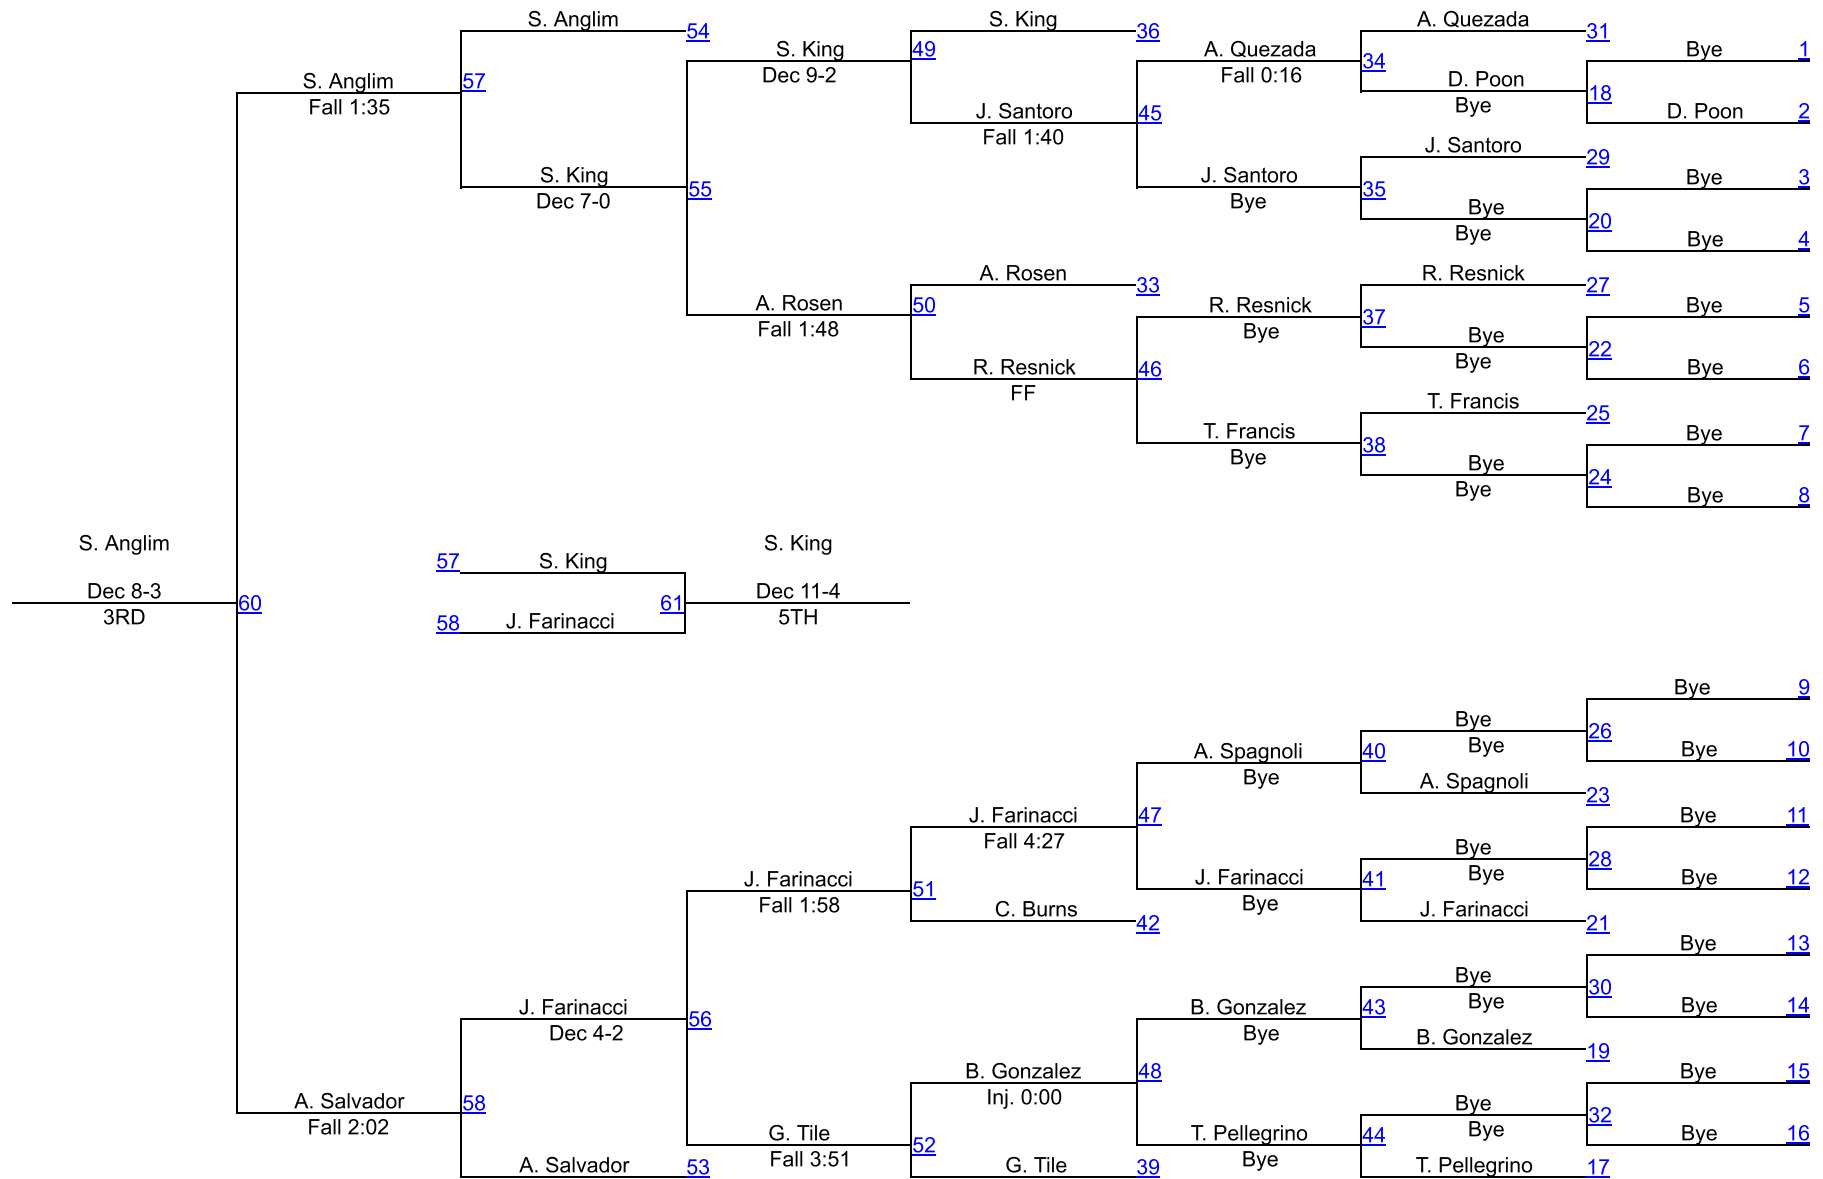 S. Anglim
54
S. King
36
A. Quezada
31
S. King
49
A. Quezada
34
Bye
1
S. Anglim
57
Dec 9-2
Fall 0:16
D. Poon
18
Fall 1:35
Bye
J. Santoro
45
D. Poon
2
Fall 1:40
J. Santoro
29
S. King
55
J. Santoro
35
Bye
3
Dec 7-0
Bye
Bye
20
Bye
Bye
4
A. Rosen
33
R. Resnick
27
A. Rosen
50
R. Resnick
37
Bye
5
Fall 1:48
Bye
Bye
22
Bye
R. Resnick
46
Bye
6
FF
T. Francis
25
T. Francis
38
Bye
7
Bye
Bye
24
Bye
Bye
8
S. Anglim
S. King
57
S. King
Dec 8-3
60
61
Dec 11-4
3RD
58
J. Farinacci
5TH
Bye
9
Bye
26
A. Spagnoli
40
Bye
Bye
10
Bye
A. Spagnoli
23
J. Farinacci
47
Bye
11
Fall 4:27
Bye
28
J. Farinacci
51
J. Farinacci
41
Bye
Bye
12
Fall 1:58
Bye
C. Burns
42
J. Farinacci
21
Bye
13
Bye
30
J. Farinacci
56
B. Gonzalez
43
Bye
Bye
14
Dec 4-2
Bye
B. Gonzalez
19
B. Gonzalez
48
Bye
15
Inj. 0:00
A. Salvador
58
Bye
32
Fall 2:02
Bye
G. Tile
52
T. Pellegrino
44
Bye
16
Fall 3:51
Bye
A. Salvador
53
G. Tile
39
T. Pellegrino
17